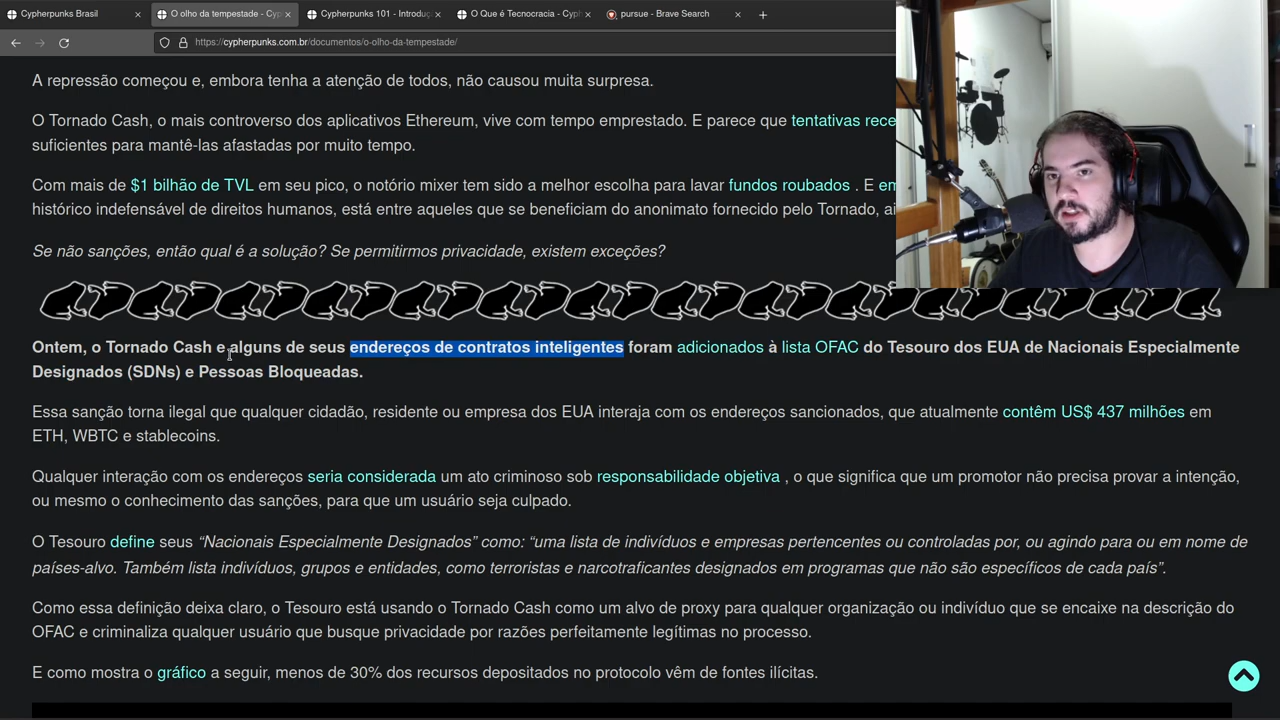 Cypherpunks Brasil
O olho da tempestade - Cyp
Cypherpunks 101 - Introduç
O Que é Tecnocracia - Cyph
pursue - Brave Search
https://cypherpunks.com.br/documentos/o-olho-da-tempestade/
A repressão começou e, embora tenha a atenção de todos, não causou muita surpresa.
O Tornado Cash, o mais controverso dos aplicativos Ethereum, vive com tempo emprestado. E parece que tentativas rece
suficientes para mantê-las afastadas por muito tempo.
Com mais de $1 bilhão de TVL em seu pico, o notório mixer tem sido a melhor escolha para lavar fundos roubados . E em
histórico indefensável de direitos humanos, está entre aqueles que se beneficiam do anonimato fornecido pelo Tornado, ai
Se não sanções, então qual é a solução? Se permitirmos privacidade, existem exceções?
Ontem, o Tornado Cash e alguns de seus endereços de contratos inteligentes foram adicionados à lista OFAC do Tesouro dos EUA de Nacionais Especialmente
Designados (SDNs) e Pessoas Bloqueadas.
Essa sanção torna ilegal que qualquer cidadão, residente ou empresa dos EUA interaja com os endereços sancionados, que atualmente contêm US$ 437 milhões em
ETH, WBTC e stablecoins.
Qualquer interação com os endereços seria considerada um ato criminoso sob responsabilidade objetiva , o que significa que um promotor não precisa provar a intenção,
ou mesmo o conhecimento das sanções, para que um usuário seja culpado.
O Tesouro define seus “Nacionais Especialmente Designados” como: “uma lista de indivíduos e empresas pertencentes ou controladas por, ou agindo para ou em nome de
países-alvo. Também lista indivíduos, grupos e entidades, como terroristas e narcotraficantes designados em programas que não são específicos de cada país”.
Como essa definição deixa claro, o Tesouro está usando o Tornado Cash como um alvo de proxy para qualquer organização ou indivíduo que se encaixe na descrição do
OFAC e criminaliza qualquer usuário que busque privacidade por razões perfeitamente legítimas no processo.
E como mostra o gráfico a seguir, menos de 30% dos recursos depositados no protocolo vêm de fontes ilícitas.